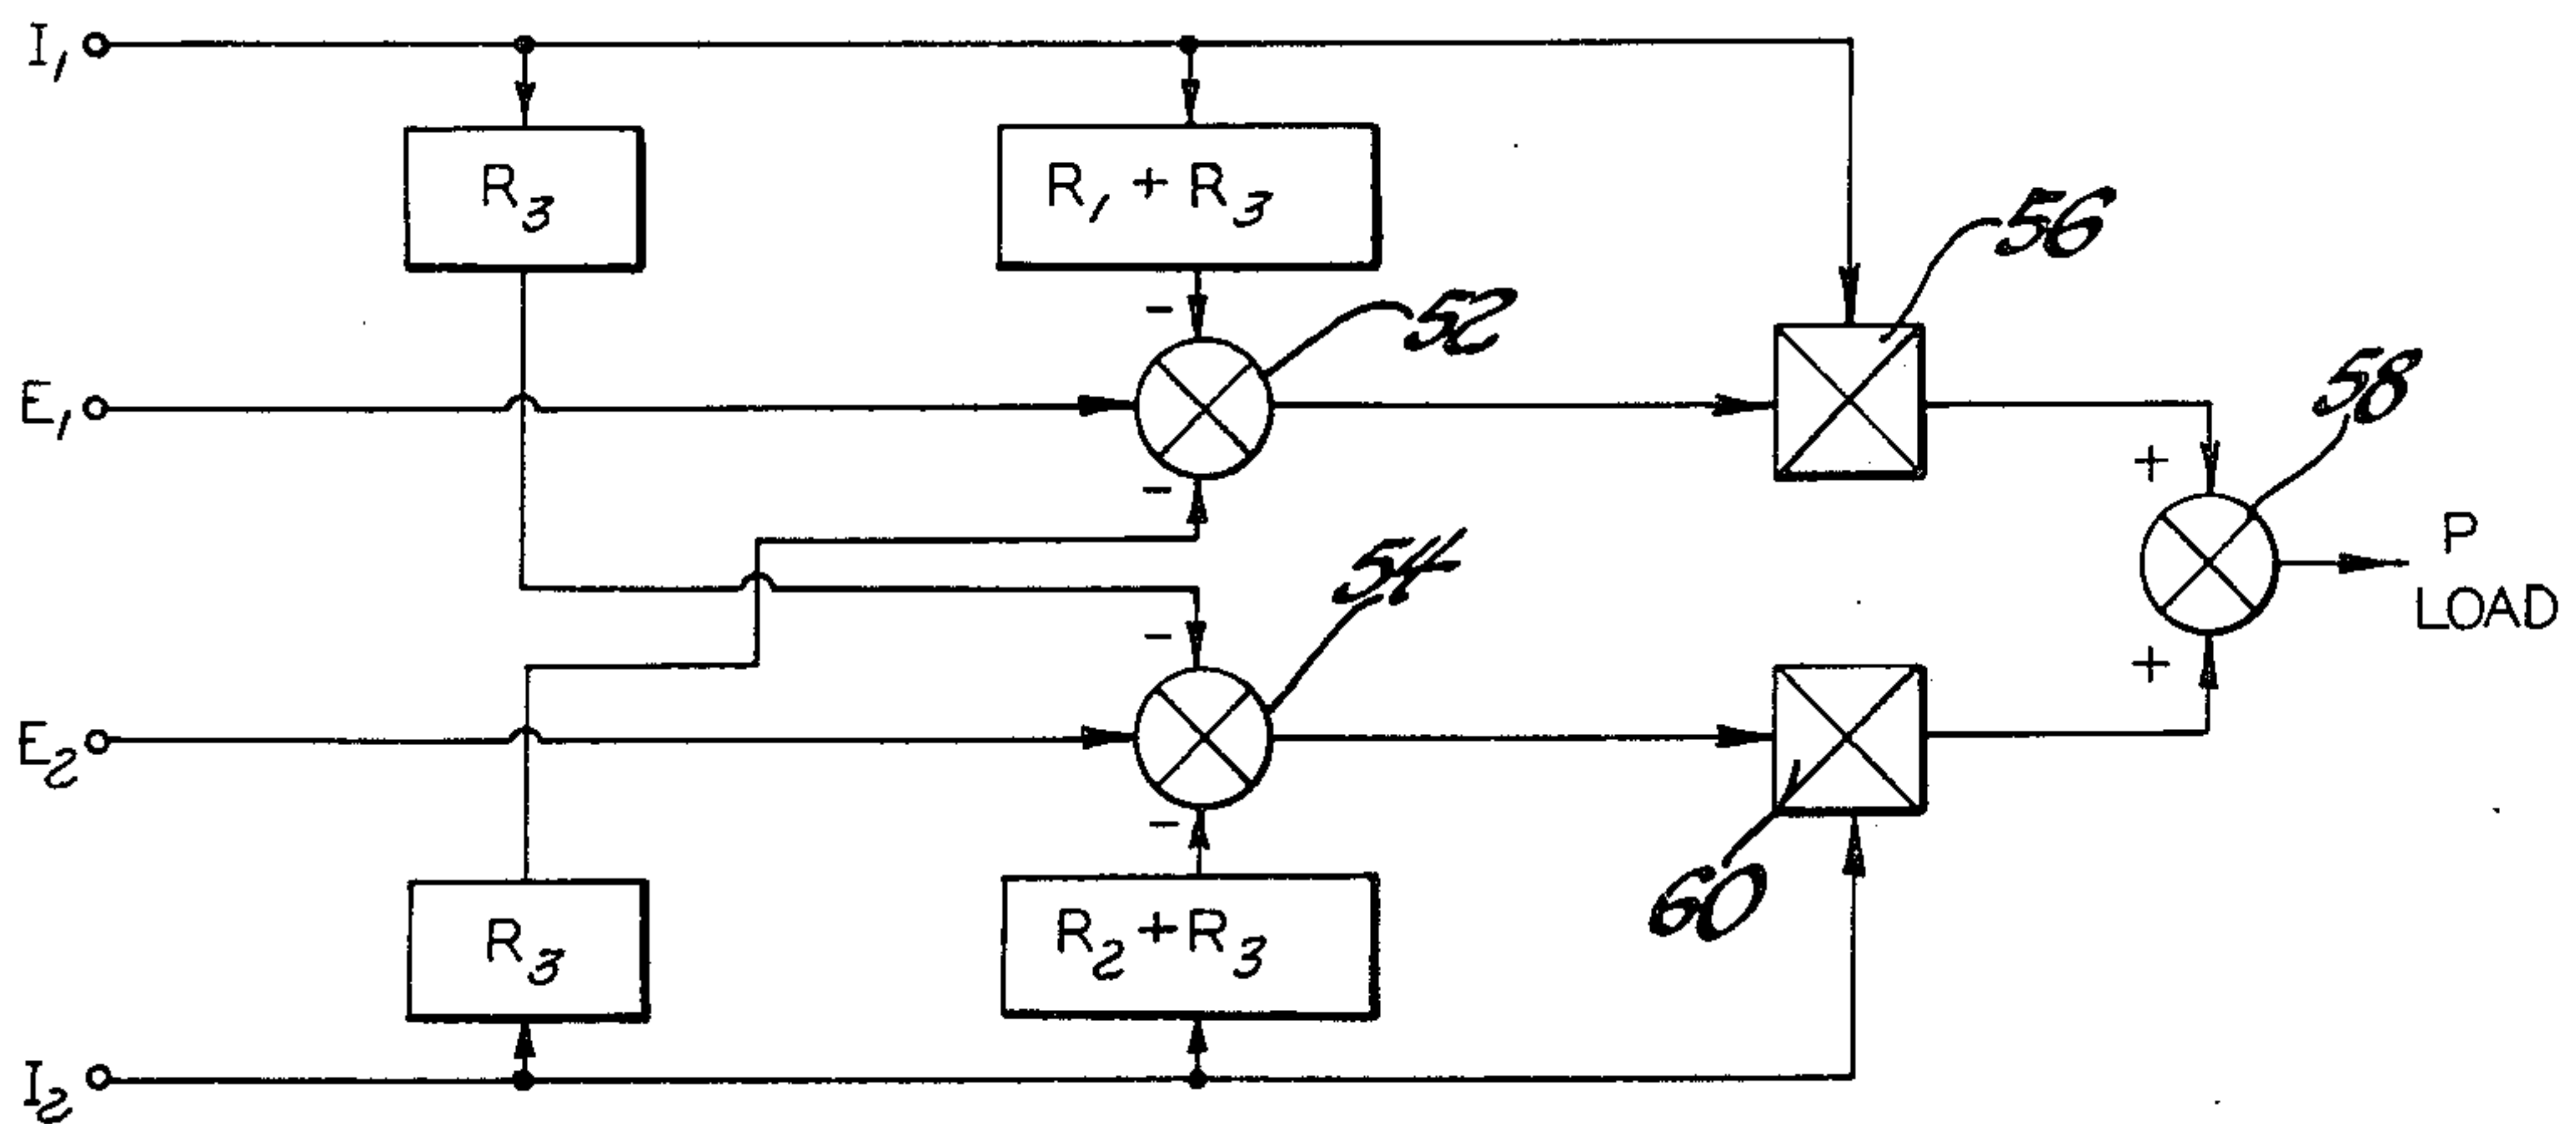 I₁
R₃
R₁ + R₃
56
-
52
E₁
58
+
-
P
LOAD
54
-
+
E₂
-
60
R₃
R₂ + R₃
I₂